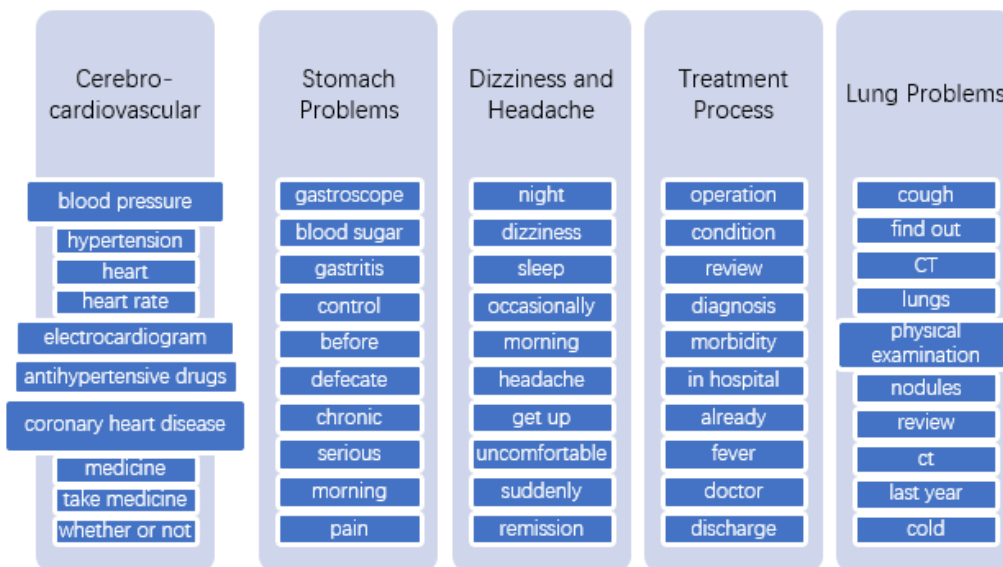 Cerebro-
cardiovascular
blood pressure
hypertension
heart
heart rate
electrocardiogram
antihypertensive drugs
coronary heart disease
medicine
take medicine
whether or not
Stomach
Problems
gastroscope
blood sugar
gastritis
control
before
defecate
chronic
serious
morning
pain
Dizziness and
Headache
night
dizziness
sleep
occasionally
morning
headache
get up
uncomfortable
suddenly
remission
Treatment
Process
operation
condition
review
diagnosis
morbidity
in hospital
already
fever
doctor
discharge
Lung Problems
cough
find out
CT
lungs
physical
examination
nodules
review
ct
last year
cold